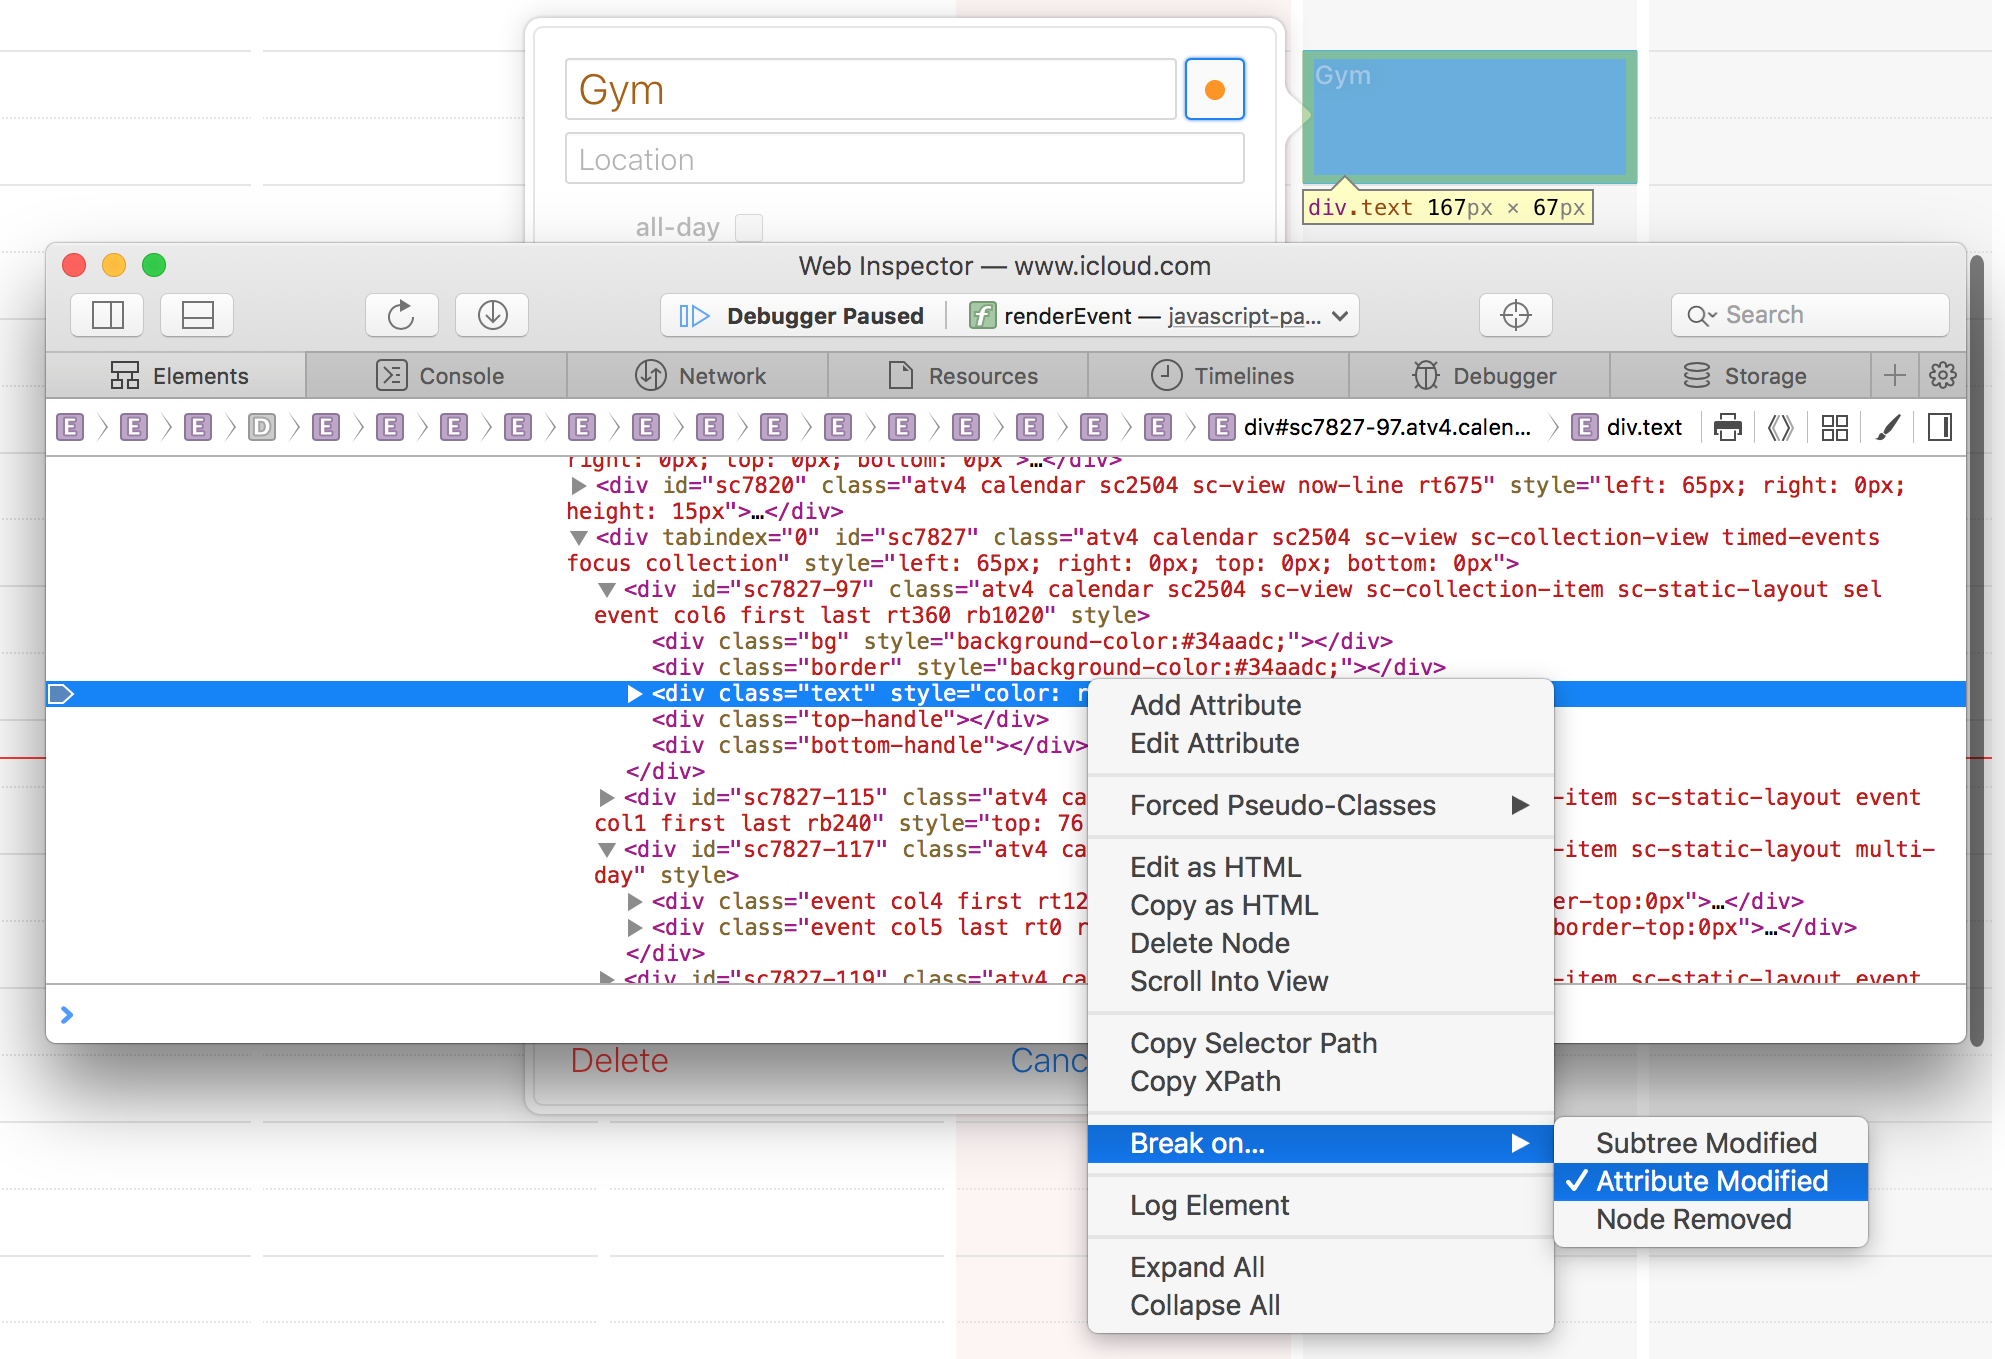 Gym
Location
all-day
Gym
div.text 167px × 67px
Web Inspector — www.icloud.com
Debugger Paused
renderEvent — javascript-pa...
Search
Elements
Console
Network
Resources
Timelines
Debugger
Storage
E E E D E E E E E E E E E E E E E E E div#sc7827-97.atv4.calen... E div.text
right: 0px; top: 0px; bottom: 0px">…</div>
<div id="sc7820" class="atv4 calendar sc2504 sc-view now-line rt675" style="left: 65px; right: 0px;
height: 15px">…</div>
<div tabindex="0" id="sc7827" class="atv4 calendar sc2504 sc-view sc-collection-view timed-events
focus collection" style="left: 65px; right: 0px; top: 0px; bottom: 0px">
<div id="sc7827-97" class="atv4 calendar sc2504 sc-view sc-collection-item sc-static-layout sel
event col6 first last rt360 rb1020" style>
<div class="bg" style="background-color:#34aadc;"></div>
<div class="border" style="background-color:#34aadc;"></div>
<div class="text" style="color: r
<div class="top-handle"></div>
<div class="bottom-handle"></div>
</div>
<div id="sc7827-115" class="atv4 ca -item sc-static-layout event
col1 first last rb240" style="top: 76
<div id="sc7827-117" class="atv4 ca -item sc-static-layout multi-
day" style>
<div class="event col4 first rt12 er-top:0px">…</div>
<div class="event col5 last rt0 r border-top:0px">…</div>
</div>
<div id="sc7827-119" class="atv4 ca -item sc-static-layout event
Add Attribute
Edit Attribute
Forced Pseudo-Classes
Edit as HTML
Copy as HTML
Delete Node
Scroll Into View
Copy Selector Path
Copy XPath
Break on...
Log Element
Expand All
Collapse All
Subtree Modified
Attribute Modified
Node Removed
Delete
Canc